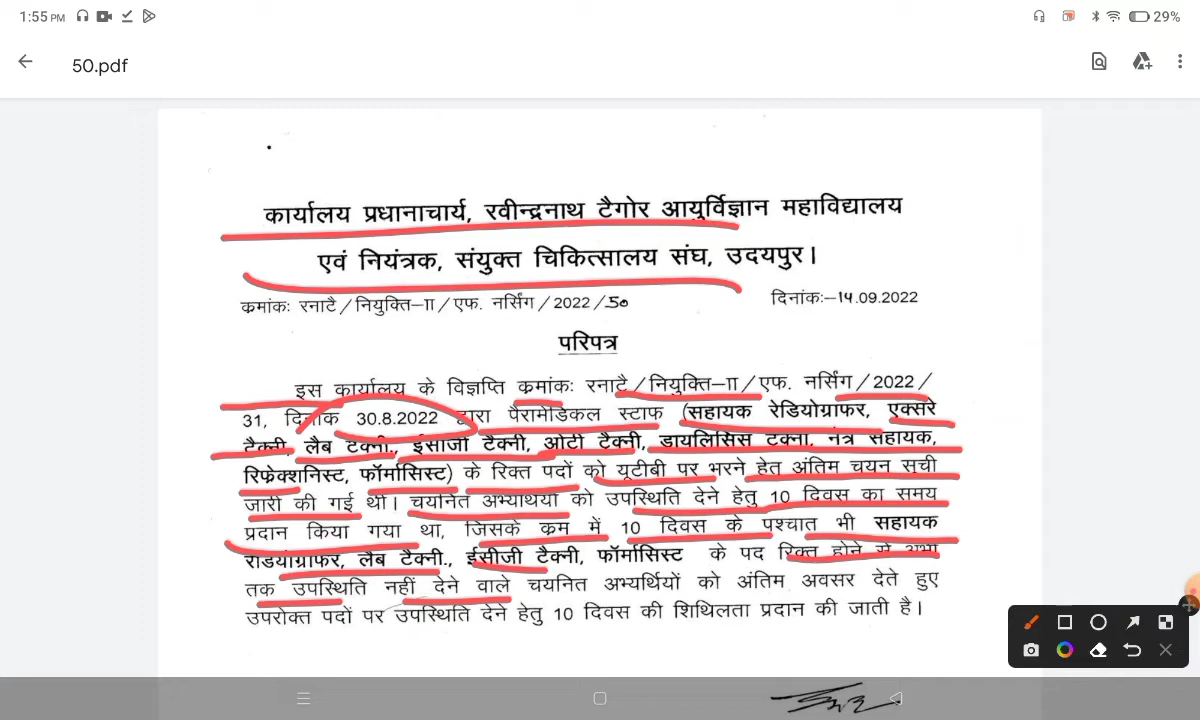 1:55 PM
29%
50.pdf
कार्यालय प्रधानाचार्य, रवीन्द्रनाथ टैगोर आयुर्विज्ञान महाविद्यालय
एवं नियंत्रक, संयुक्त चिकित्सालय संघ, उदयपुर।
क्रमांकः रनाटै/नियुक्ति-II/एफ. नर्सिंग/2022/50
दिनांकः-14.09.2022
परिपत्र
इस कार्यालय के विज्ञप्ति क्रमांकः रनाटै/नियुक्ति-II/एफ. नर्सिंग/2022/
31, दिनांक 30.8.2022 द्वारा पैरामेडिकल स्टाफ (सहायक रेडियोग्राफर, एक्सरे
टैक्नी, लैब टैक्नी., ईसीजी टैक्नी, ओटी टैक्नी, डायलिसिस टैक्नी, नेत्र सहायक,
रिफ्रेक्शनिस्ट, फॉर्मासिस्ट) के रिक्त पदों को यूटीबी पर भरने हेतु अंतिम चयन सूची
जारी की गई थी। चयनित अभ्यर्थियों को उपस्थिति देने हेतु 10 दिवस का समय
प्रदान किया गया था, जिसके क्रम में 10 दिवस के पश्चात भी सहायक
रेडियोग्राफर, लैब टैक्नी., ईसीजी टैक्नी, फॉर्मासिस्ट के पद रिक्त होने से अभी
तक उपस्थिति नहीं देने वाले चयनित अभ्यर्थियों को अंतिम अवसर देते हुए
उपरोक्त पदों पर उपस्थिति देने हेतु 10 दिवस की शिथिलता प्रदान की जाती है।